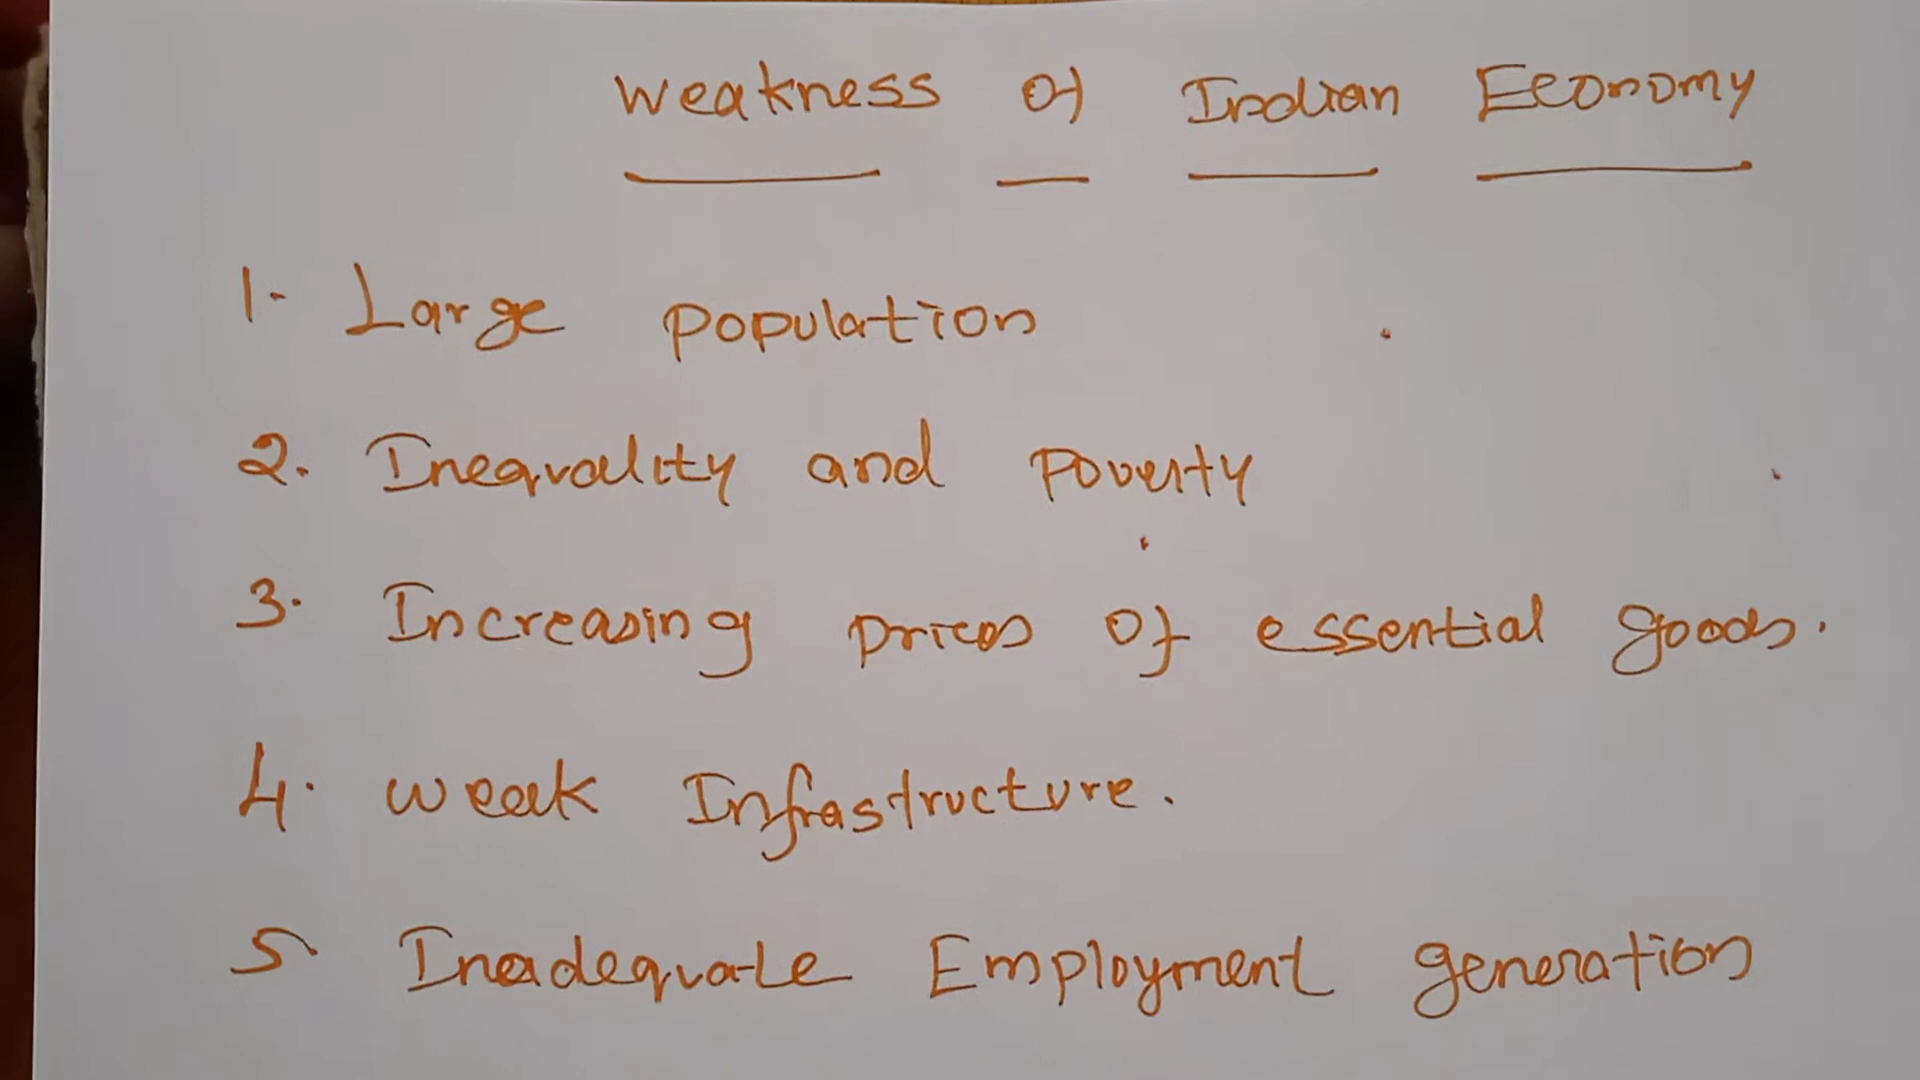 Weakness of Indian Economy
1. Large population
2. Inequality and Poverty
3. Increasing prices of essential goods.
4. weak Infrastructure.
5 Inadequate Employment generation